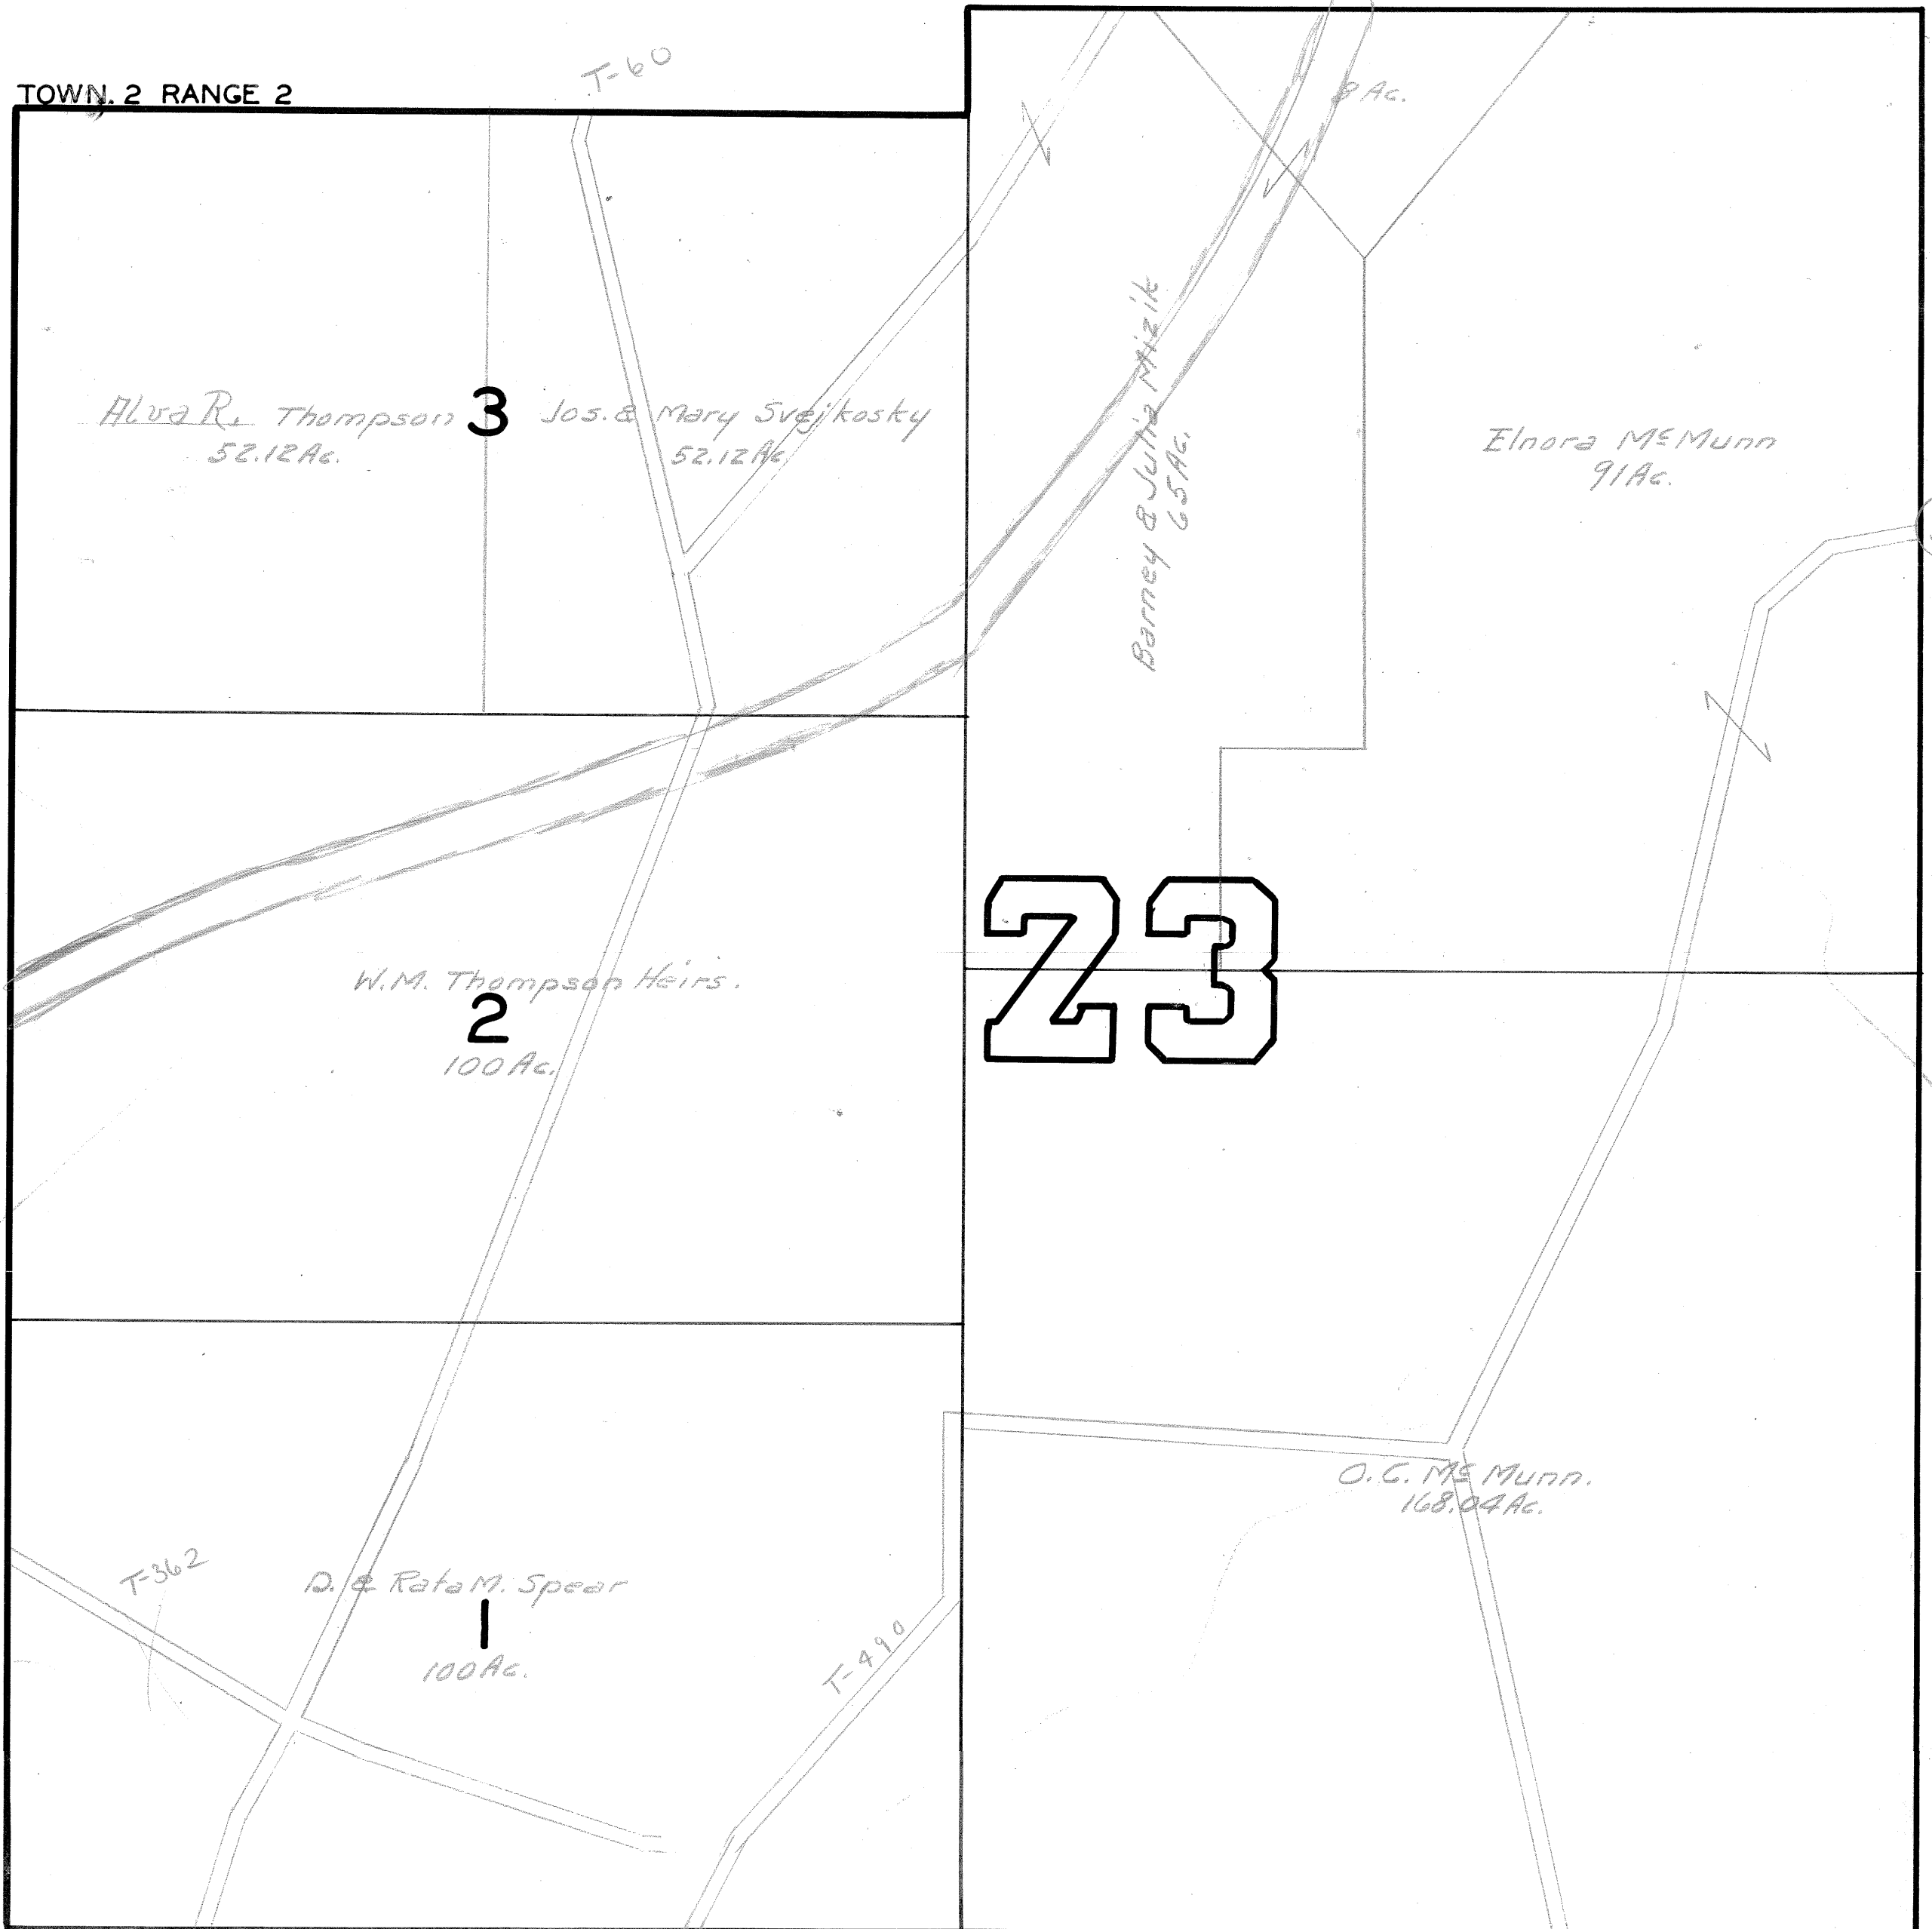 TOWN. 2 RANGE 2
T-60
8 Ac.
Alva R. Thompson
52.12 Ac.
3
Jos. & Mary Svejkosky
52.12 Ac
Barney & Julia Mizik
65 Ac.
Elnora McMunn
91 Ac.
W.M. Thompson Heirs.
2
100 Ac.
23
O.C. McMunn.
168.04 Ac.
T-362
D. & Rata M. Spear
1
100 Ac.
T-490